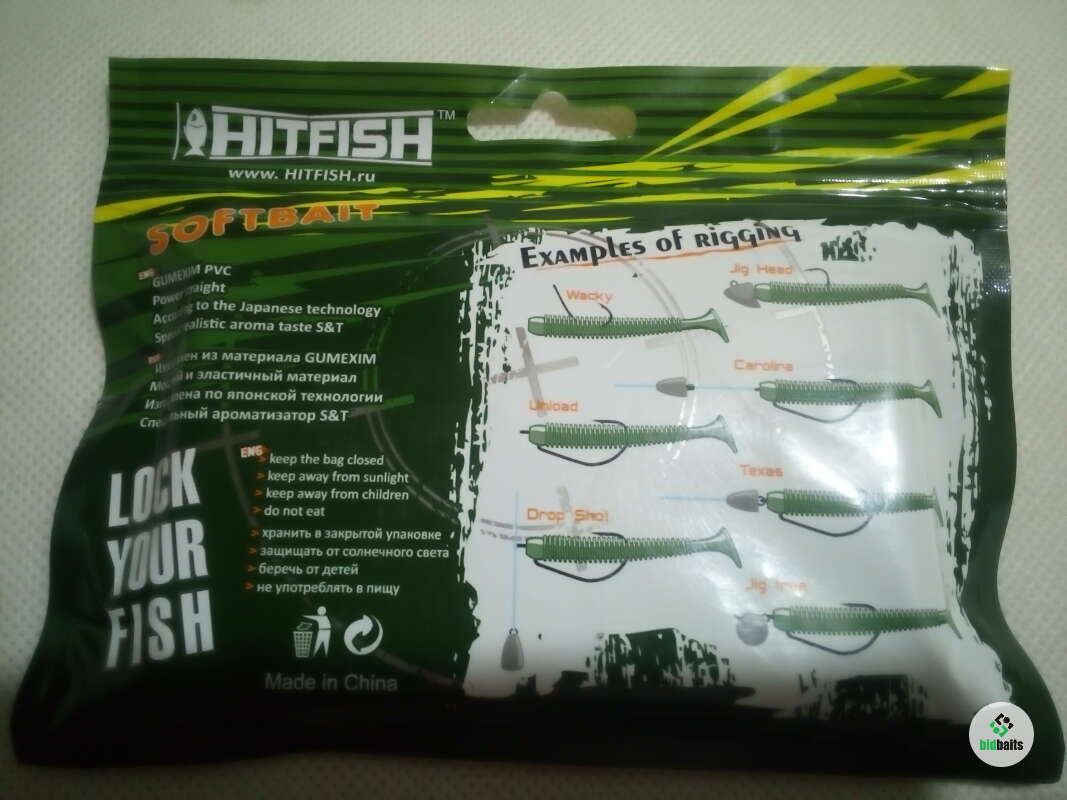 HITFISH™
www. HITFISH.ru
SOFTBAIT
ENG
GUMEXIM PVC
Power
to the Japanese technology
realistic aroma taste S&T
из материала GUMEXIM
и эластичный материал
по японской технологии
ароматизатор S&T
LOCK
YOUR
FISH
ENG
> keep the bag closed
> keep away from sunlight
> keep away from children
> do not eat
> хранить в закрытой упаковке
> защищать от солнечного света
> беречь от детей
> не употреблять в пищу
Made in China
Examples of rigging
Wacky
Jig Head
Carolina
Unload
Texas
Drop Shot
Jig
bidbaits